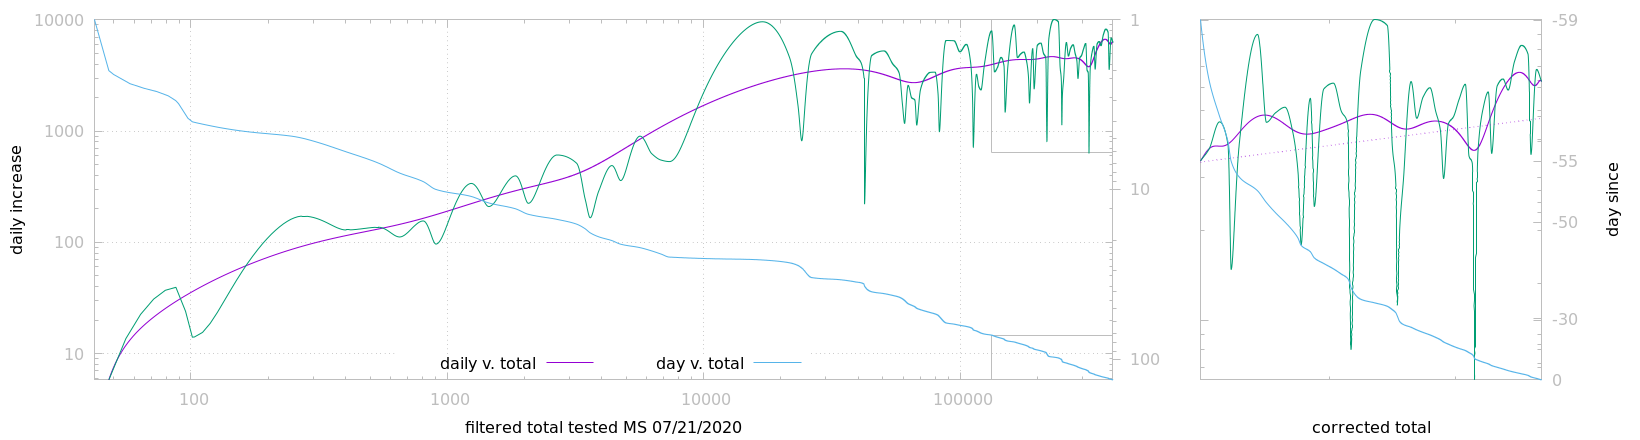 10000
1000
100
10
daily increase
100
1000
10000
100000
filtered total tested MS 07/21/2020
daily v. total
day v. total
1
10
100
-59
-55
-50
-30
0
day since
corrected total